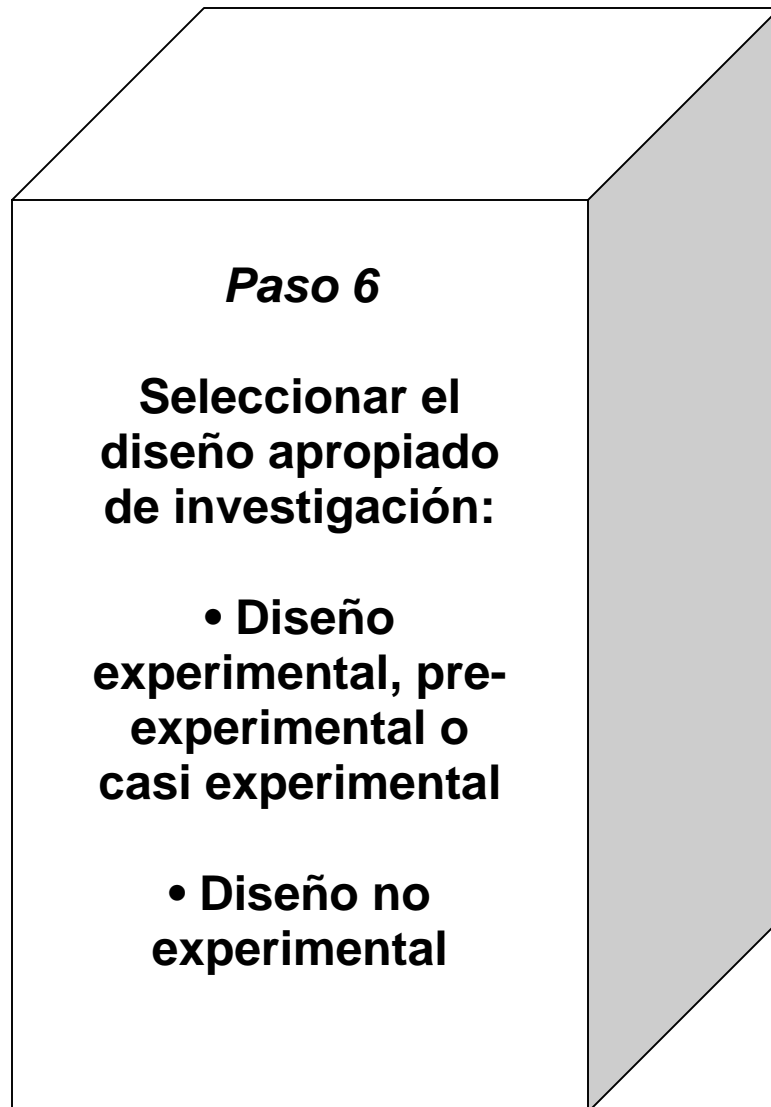 Paso 6
Seleccionar el
diseño apropiado
de investigación:
• Diseño
experimental, pre-
experimental o
casi experimental
• Diseño no
experimental